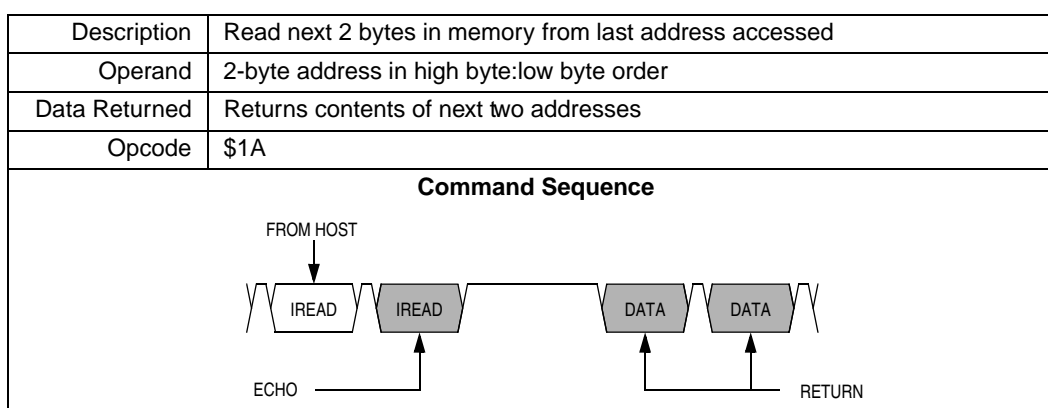 Description Read next 2 bytes in memory from last address accessed
Operand 2-byte address in high byte:low byte order
Data Returned Returns contents of next two addresses
Opcode $1A
Command Sequence
FROM HOST
IREAD IREAD DATA DATA
ECHO RETURN